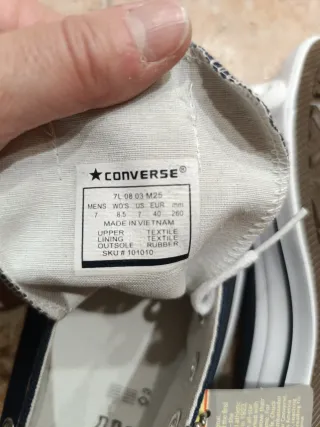 ★CONVERSE®
7L 08 03 M25
MENS WO'S US EUR mm
7 8.5 7 40 260
MADE IN VIETNAM
UPPER TEXTILE
LINING TEXTILE
OUTSOLE RUBBER
SKU # 101010